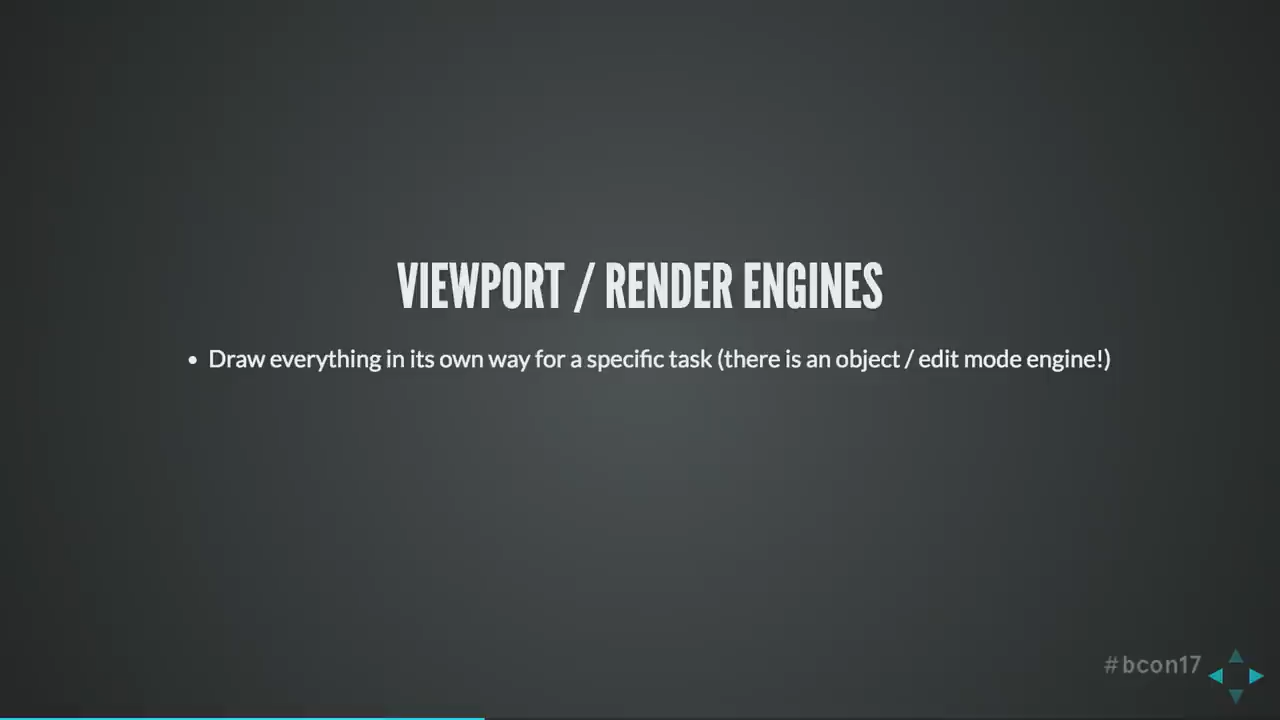 VIEWPORT / RENDER ENGINES
• Draw everything in its own way for a specific task (there is an object / edit mode engine!)
#bcon17